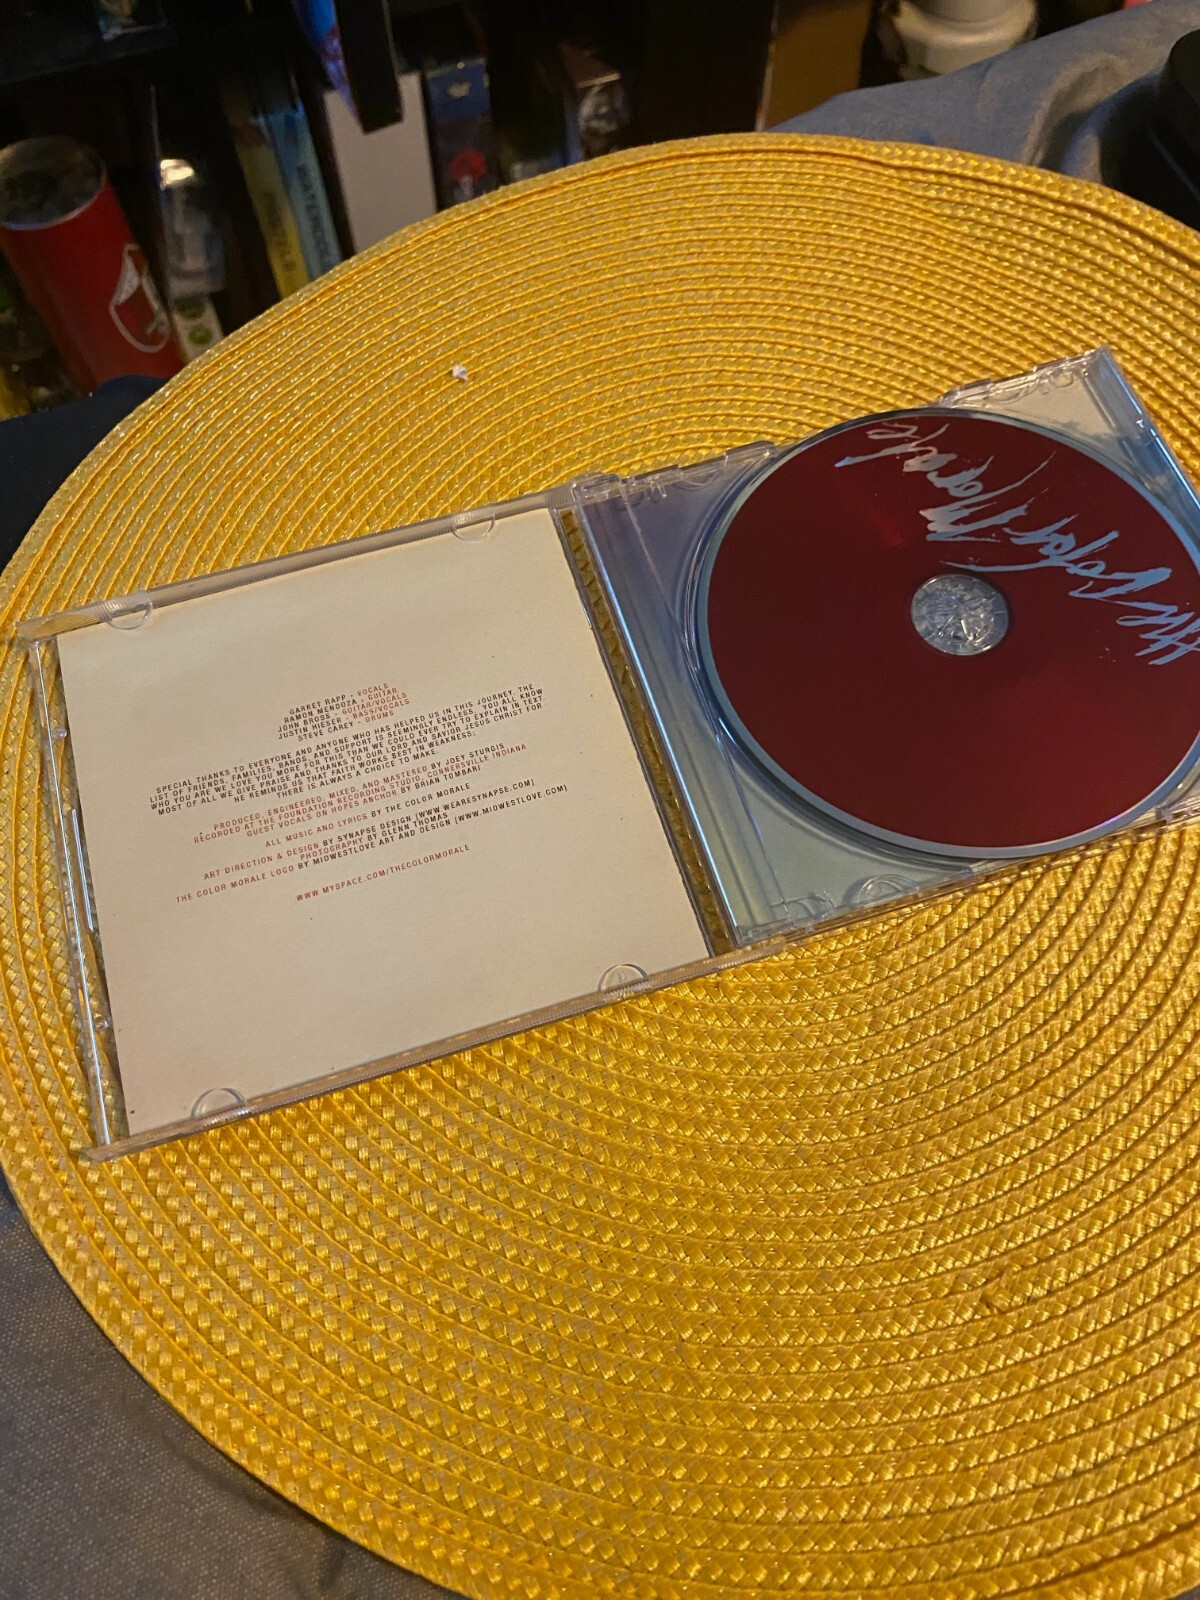 GARRET RAPP - VOCALS
RAMON MENDOZA - GUITAR
JOHN BROSS - GUITAR/VOCALS
JUSTIN HIESER - BASS/VOCALS
STEVE CAREY - DRUMS
SPECIAL THANKS TO EVERYONE AND ANYONE WHO HAS HELPED US IN THIS JOURNEY. THE
LIST OF FRIENDS, FAMILIES, BANDS, AND SUPPORT IS SEEMINGLY ENDLESS. YOU ALL KNOW
WHO YOU ARE WE LOVE YOU MORE FOR THIS THAN WE COULD EVER TRY TO EXPLAIN IN TEXT.
MOST OF ALL WE GIVE PRAISE AND THANKS TO OUR LORD AND SAVIOR JESUS CHRIST FOR
HE REMINDS US THAT FAITH WORKS BEST IN WEAKNESS;
THERE IS ALWAYS A CHOICE TO MAKE.
PRODUCED, ENGINEERED, MIXED, AND MASTERED BY JOEY STURGIS
RECORDED AT THE FOUNDATION RECORDING STUDIO, CONNERSVILLE INDIANA
GUEST VOCALS ON HOPES ANCHOR BY BRIAN TOMBARI
ALL MUSIC AND LYRICS BY THE COLOR MORALE
ART DIRECTION & DESIGN BY SYNAPSE DESIGN [WWW.WEARESYNAPSE.COM]
PHOTOGRAPHY BY GLENN THOMAS
THE COLOR MORALE LOGO BY MIDWESTLOVE ART AND DESIGN [WWW.MIDWESTLOVE.COM]
WWW.MYSPACE.COM/THECOLORMORALE
the Color Morale